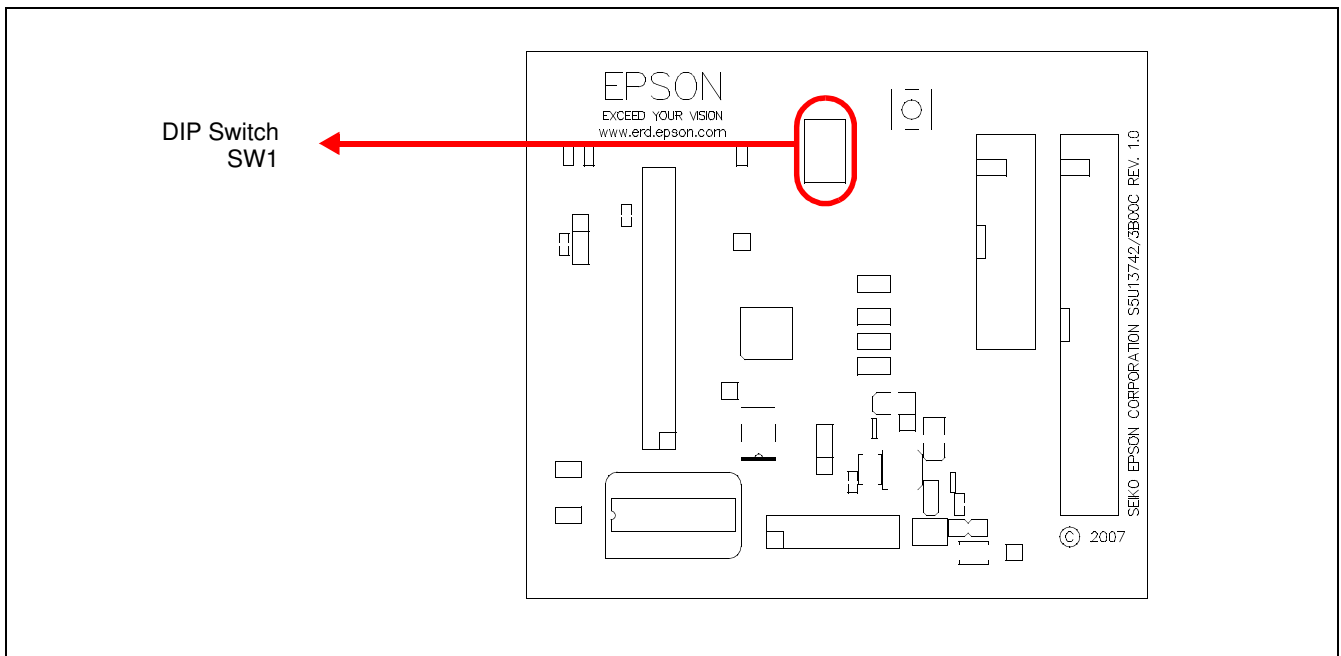 EPSON
EXCEED YOUR VISION
www.erd.epson.com
DIP Switch
SW1
SEIKO EPSON CORPORATION S5U13742/3B00C REV. 1.0
© 2007